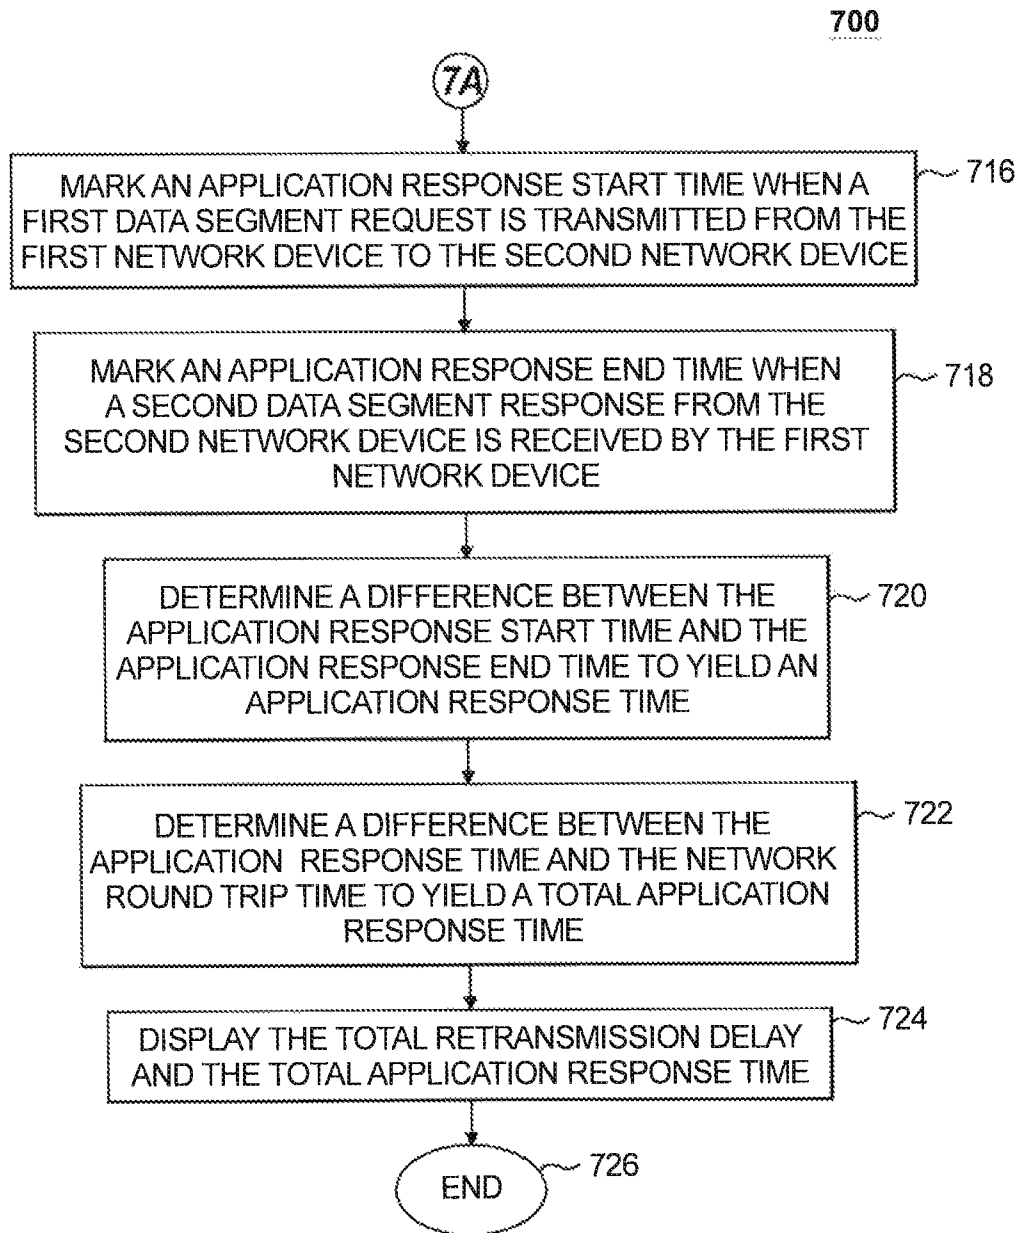 700
7A
MARK AN APPLICATION RESPONSE START TIME WHEN A
FIRST DATA SEGMENT REQUEST IS TRANSMITTED FROM THE
FIRST NETWORK DEVICE TO THE SECOND NETWORK DEVICE
716
MARK AN APPLICATION RESPONSE END TIME WHEN
A SECOND DATA SEGMENT RESPONSE FROM THE
SECOND NETWORK DEVICE IS RECEIVED BY THE FIRST
NETWORK DEVICE
718
DETERMINE A DIFFERENCE BETWEEN THE
APPLICATION RESPONSE START TIME AND THE
APPLICATION RESPONSE END TIME TO YIELD AN
APPLICATION RESPONSE TIME
720
DETERMINE A DIFFERENCE BETWEEN THE
APPLICATION RESPONSE TIME AND THE NETWORK
ROUND TRIP TIME TO YIELD A TOTAL APPLICATION
RESPONSE TIME
722
DISPLAY THE TOTAL RETRANSMISSION DELAY
AND THE TOTAL APPLICATION RESPONSE TIME
724
END
726